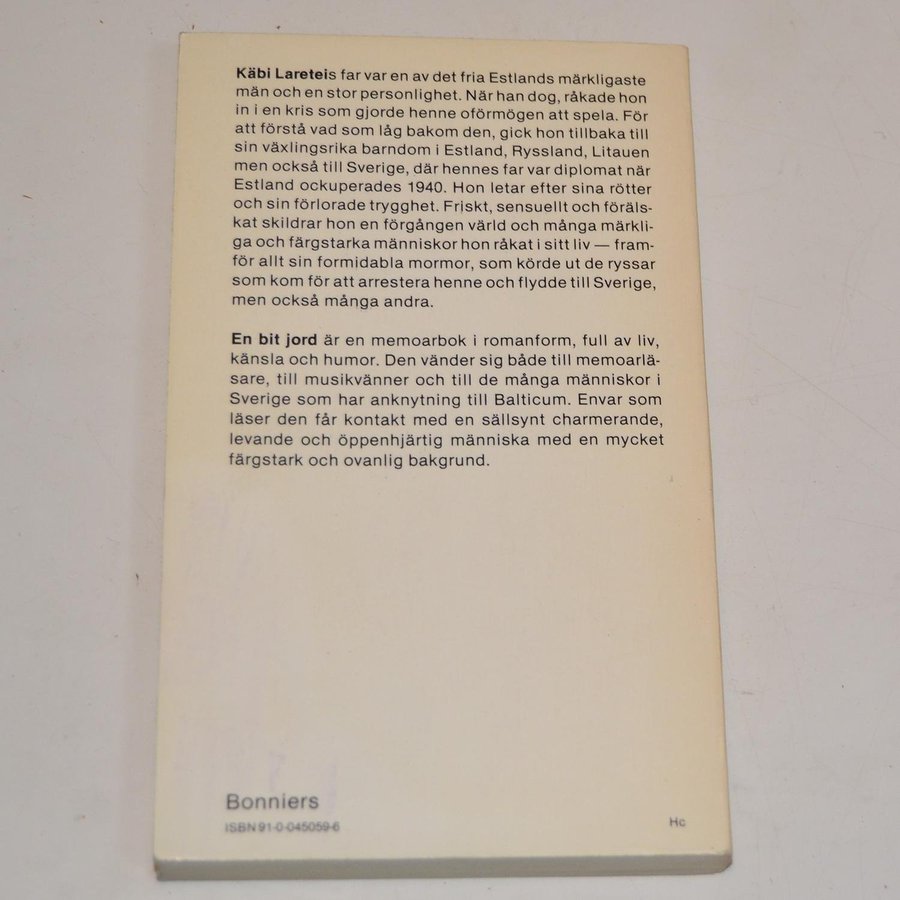 Käbi Lareteis far var en av det fria Estlands märkligaste
män och en stor personlighet. När han dog, råkade hon
in i en kris som gjorde henne oförmögen att spela. För
att förstå vad som låg bakom den, gick hon tillbaka till
sin växlingsrika barndom i Estland, Ryssland, Litauen
men också till Sverige, där hennes far var diplomat när
Estland ockuperades 1940. Hon letar efter sina rötter
och sin förlorade trygghet. Friskt, sensuellt och föräls-
kat skildrar hon en förgången värld och många märkli-
ga och färgstarka människor hon råkat i sitt liv — fram-
för allt sin formidabla mormor, som körde ut de ryssar
som kom för att arrestera henne och flydde till Sverige,
men också många andra.
En bit jord är en memoarbok i romanform, full av liv,
känsla och humor. Den vänder sig både till memoarlä-
sare, till musikvänner och till de många människor i
Sverige som har anknytning till Balticum. Envar som
läser den får kontakt med en sällsynt charmerande,
levande och öppenhjärtig människa med en mycket
färgstark och ovanlig bakgrund.
Bonniers
ISBN 91-0-045059-6
Hc